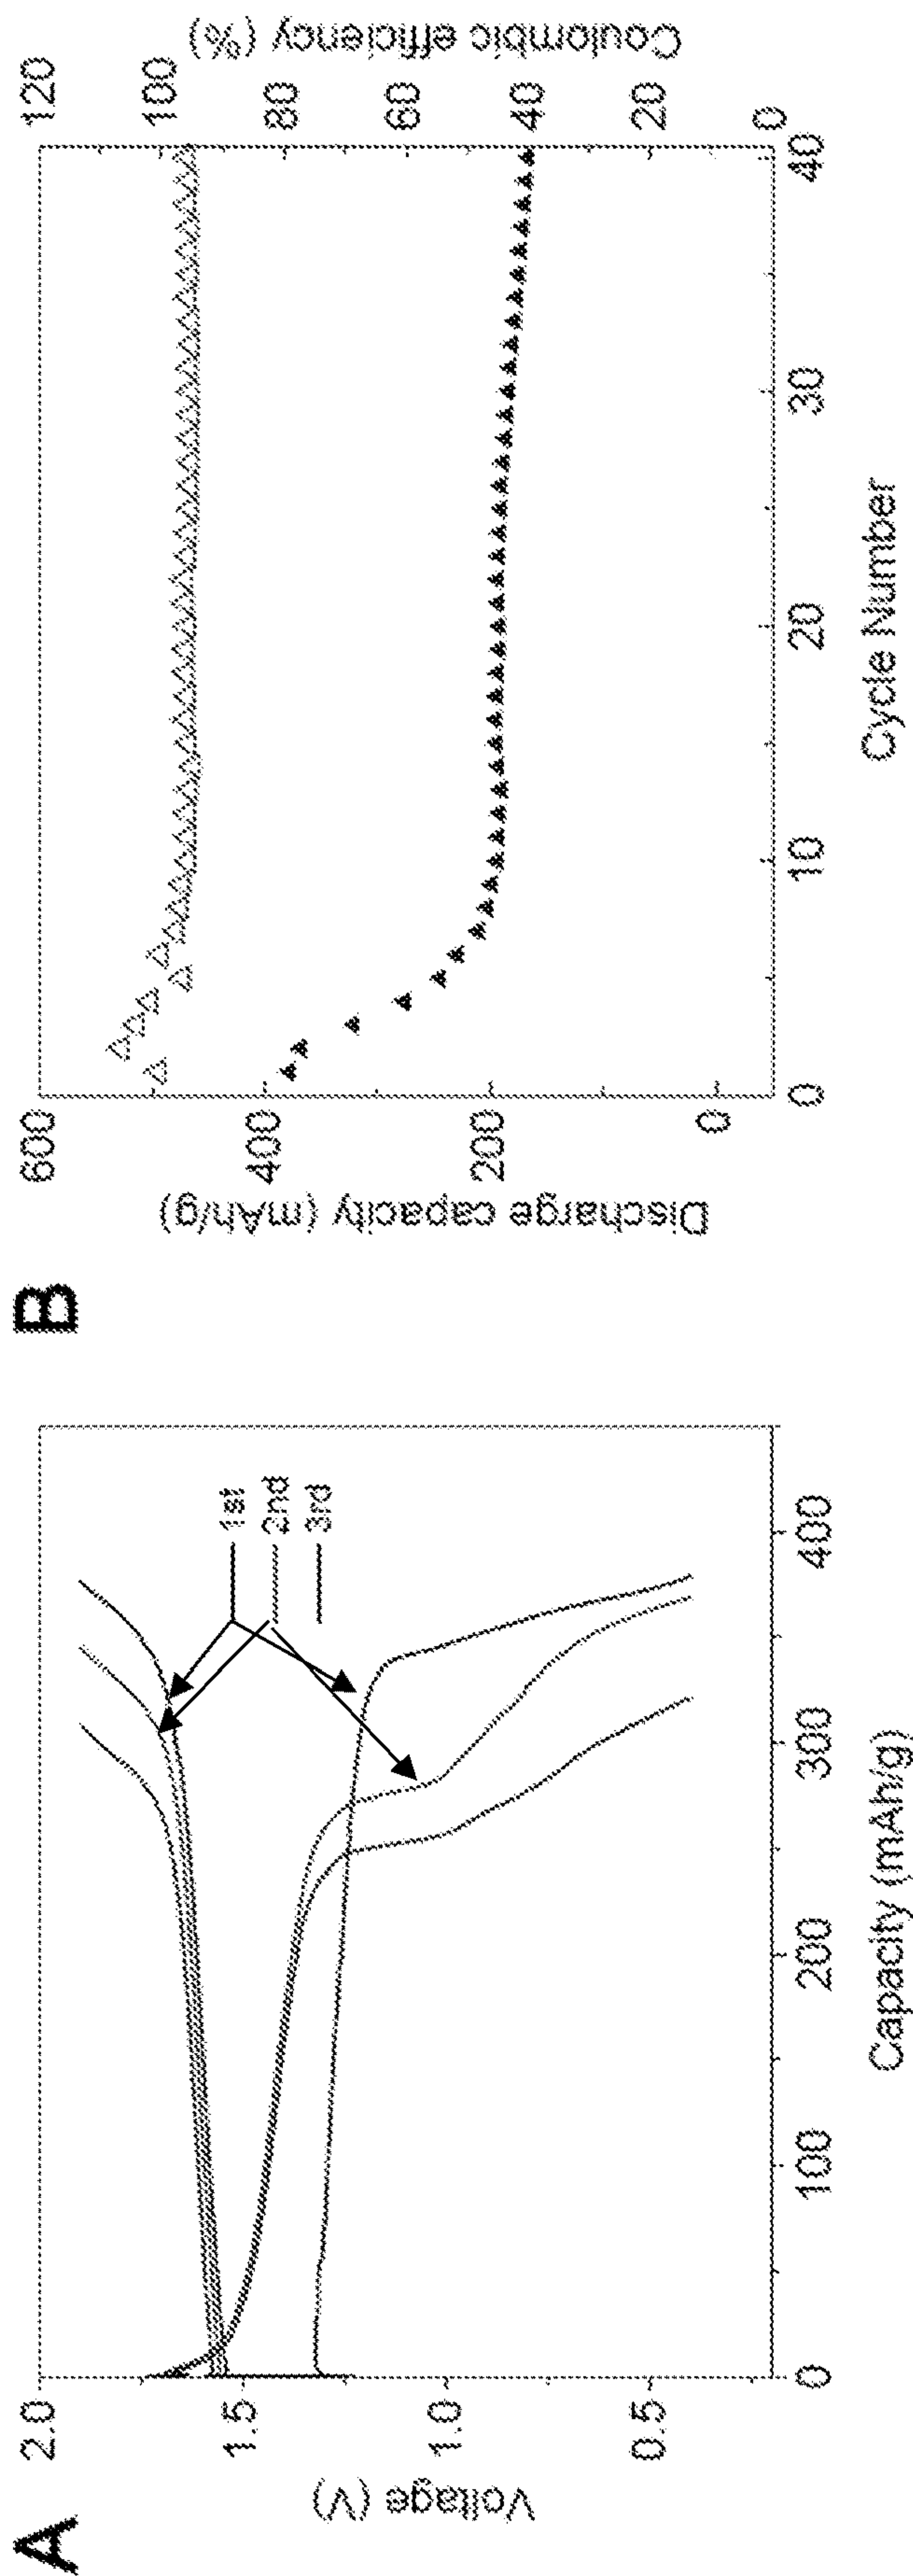 A
Voltage (V)
2.0
1.5
1.0
0.5
0
100
200
300
400
Capacity (mAh/g)
1st
2nd
3rd
B
Discharge capacity (mAh/g)
600
400
200
0
0
10
20
30
40
Cycle Number
120
100
80
60
40
20
0
Coulombic efficiency (%)